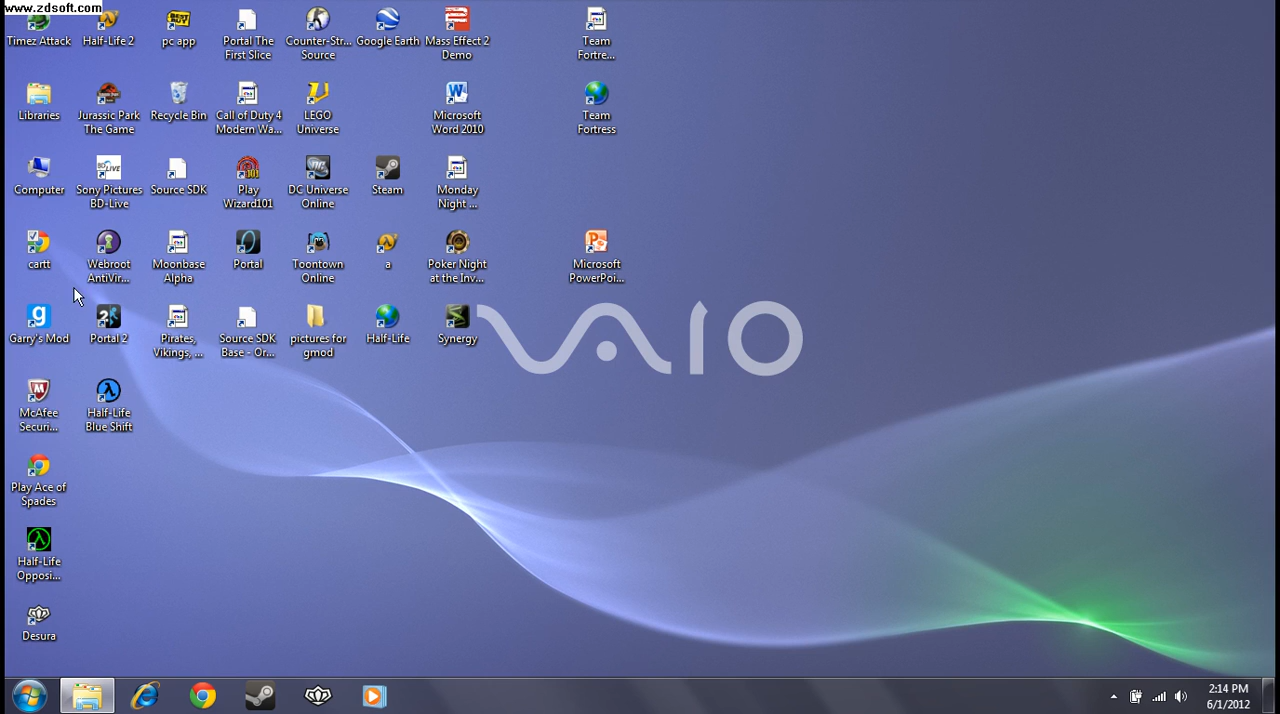 www.zdsoft.com
Timez Attack
Half-Life 2
pc app
Portal The
First Slice
Counter-Str...
Source
Google Earth
Mass Effect 2
Demo
Team
Fortre...
Libraries
Jurassic Park
The Game
Recycle Bin
Call of Duty 4
Modern Wa...
LEGO
Universe
Microsoft
Word 2010
Team
Fortress
Computer
Sony Pictures
BD-Live
Source SDK
Play
Wizard101
DC Universe
Online
Steam
Monday
Night ...
cartt
Webroot
AntiVir...
Moonbase
Alpha
Portal
Toontown
Online
a
Poker Night
at the Inv...
Microsoft
PowerPoi...
Garry's Mod
Portal 2
Pirates,
Vikings, ...
Source SDK
Base - Or...
pictures for
gmod
Half-Life
Synergy
VAIO
McAfee
Securi...
Half-Life
Blue Shift
Play Ace of
Spades
Half-Life
Opposi...
Desura
2:14 PM
6/1/2012